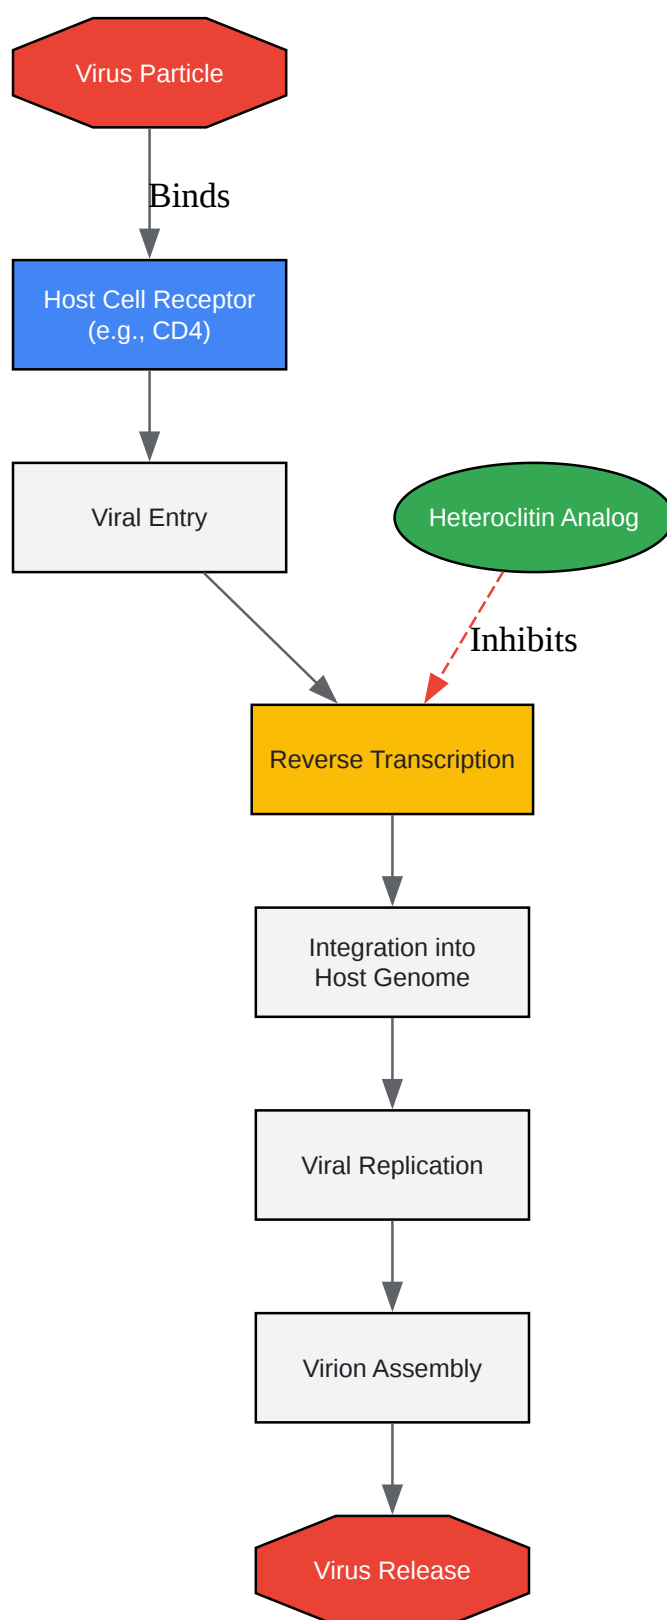 Virus Particle
Binds
Host Cell Receptor
(e.g., CD4)
Viral Entry
Heteroclitin Analog
Inhibits
Reverse Transcription
Integration into
Host Genome
Viral Replication
Virion Assembly
Virus Release